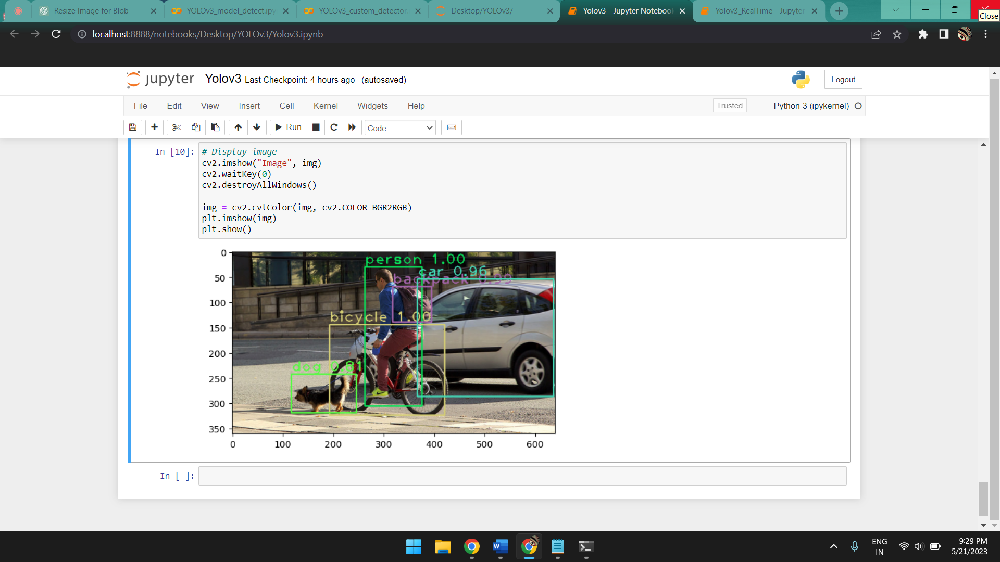 Resize Image for Blob
YOLOv3_model_detect.ipy
YOLOv3_custom_detector.
Desktop/YOLOv3/
Yolov3 - Jupyter Notebook
Yolov3_RealTime - Jupyter
Close
localhost:8888/notebooks/Desktop/YOLOv3/Yolov3.ipynb
jupyter Yolov3 Last Checkpoint: 4 hours ago (autosaved)
Logout
File Edit View Insert Cell Kernel Widgets Help
Trusted
Python 3 (ipykernel)
Run
Code
In [10]:
# Display image
cv2.imshow("Image", img)
cv2.waitKey(0)
cv2.destroyAllWindows()
img = cv2.cvtColor(img, cv2.COLOR_BGR2RGB)
plt.imshow(img)
plt.show()
person 1.00
car 0.96
backpack 0.99
bicycle 1.00
dog 0.81
0
50
100
150
200
250
300
350
0 100 200 300 400 500 600
In [ ]:
W
ENG
IN
9:29 PM
5/21/2023